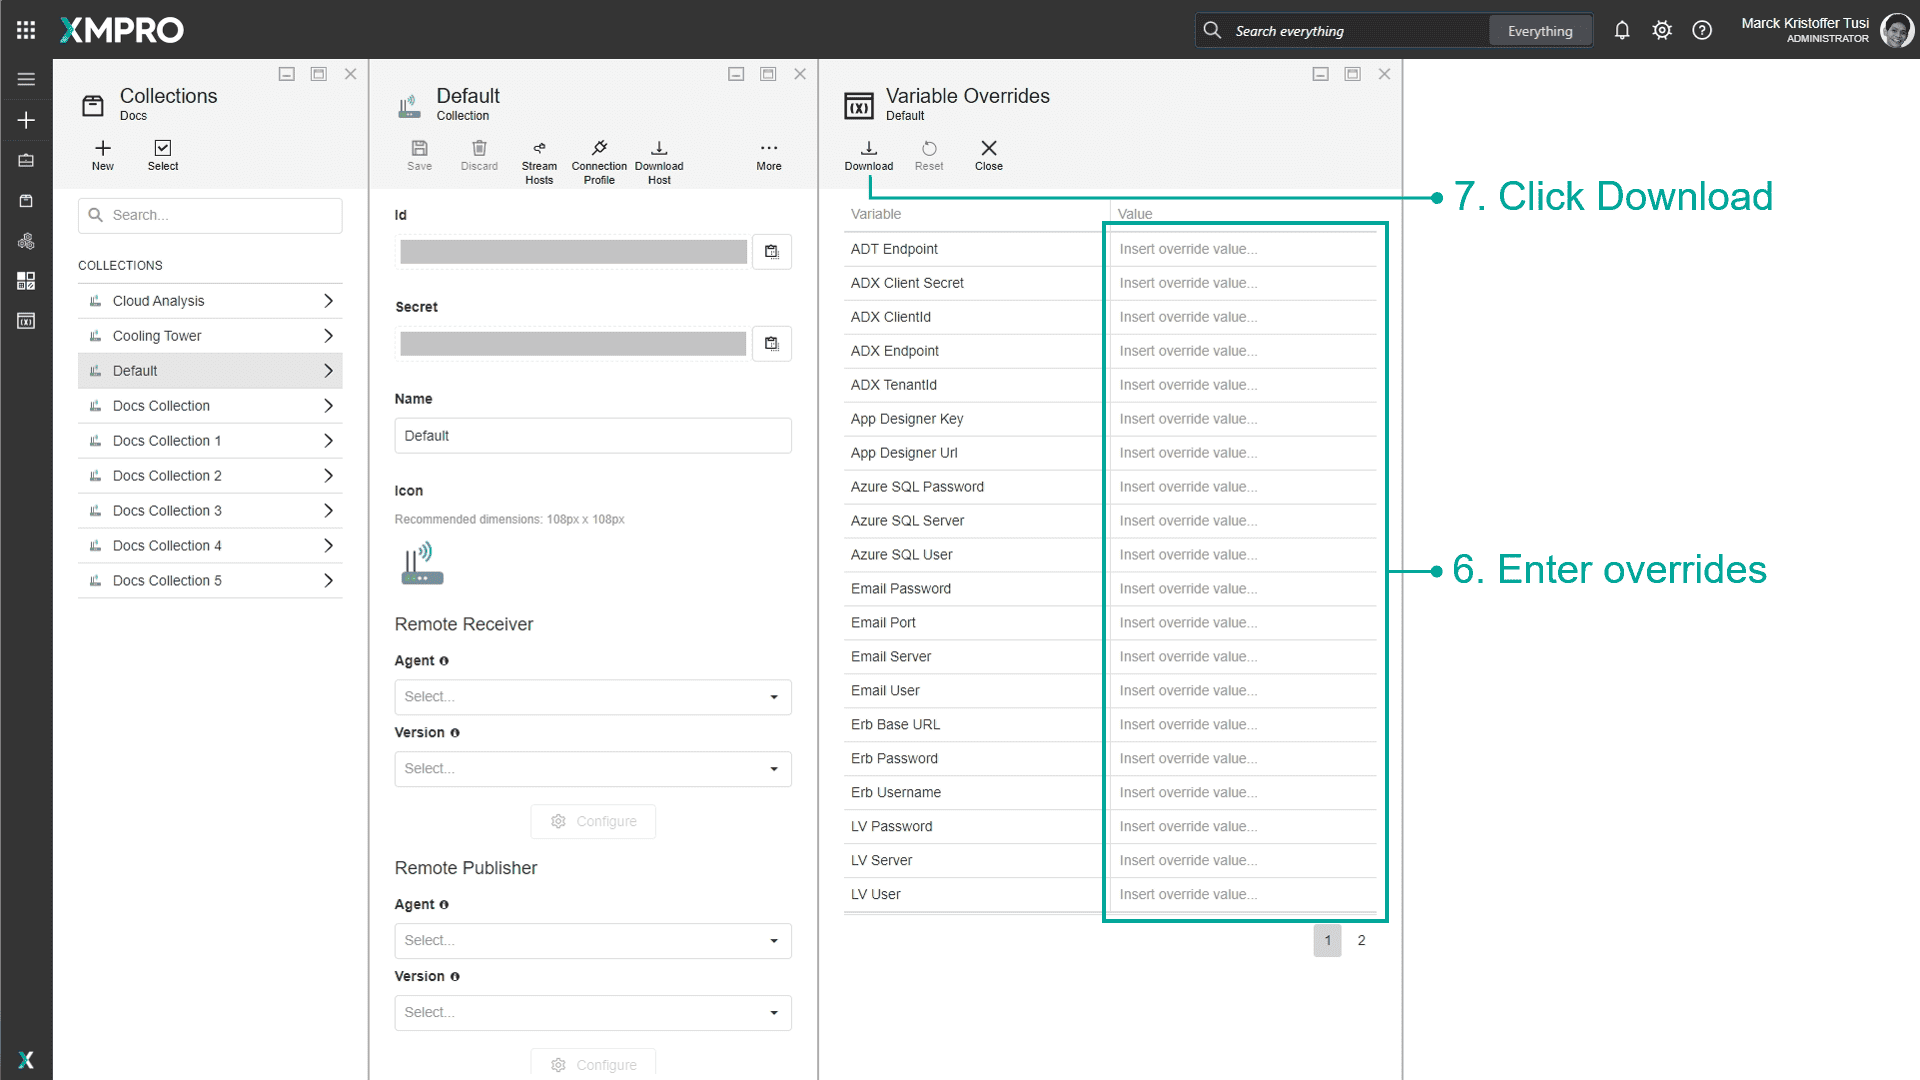 XMPRO
Search everything
Everything
Marck Kristoffer Tusi
ADMINISTRATOR
Collections
Docs
New
Select
Search...
COLLECTIONS
Cloud Analysis
Cooling Tower
Default
Docs Collection
Docs Collection 1
Docs Collection 2
Docs Collection 3
Docs Collection 4
Docs Collection 5
Default
Collection
Save
Discard
Stream Hosts
Connection Profile
Download Host
More
Id
Secret
Name
Default
Icon
Recommended dimensions: 108px x 108px
Remote Receiver
Agent
Select...
Version
Select...
Configure
Remote Publisher
Agent
Select...
Version
Select...
Configure
Variable Overrides
Default
Download
Reset
Close
Variable Value
ADT Endpoint Insert override value...
ADX Client Secret Insert override value...
ADX ClientId Insert override value...
ADX Endpoint Insert override value...
ADX TenantId Insert override value...
App Designer Key Insert override value...
App Designer Url Insert override value...
Azure SQL Password Insert override value...
Azure SQL Server Insert override value...
Azure SQL User Insert override value...
Email Password Insert override value...
Email Port Insert override value...
Email Server Insert override value...
Email User Insert override value...
Erb Base URL Insert override value...
Erb Password Insert override value...
Erb Username Insert override value...
LV Password Insert override value...
LV Server Insert override value...
LV User Insert override value...
1 2
7. Click Download
6. Enter overrides